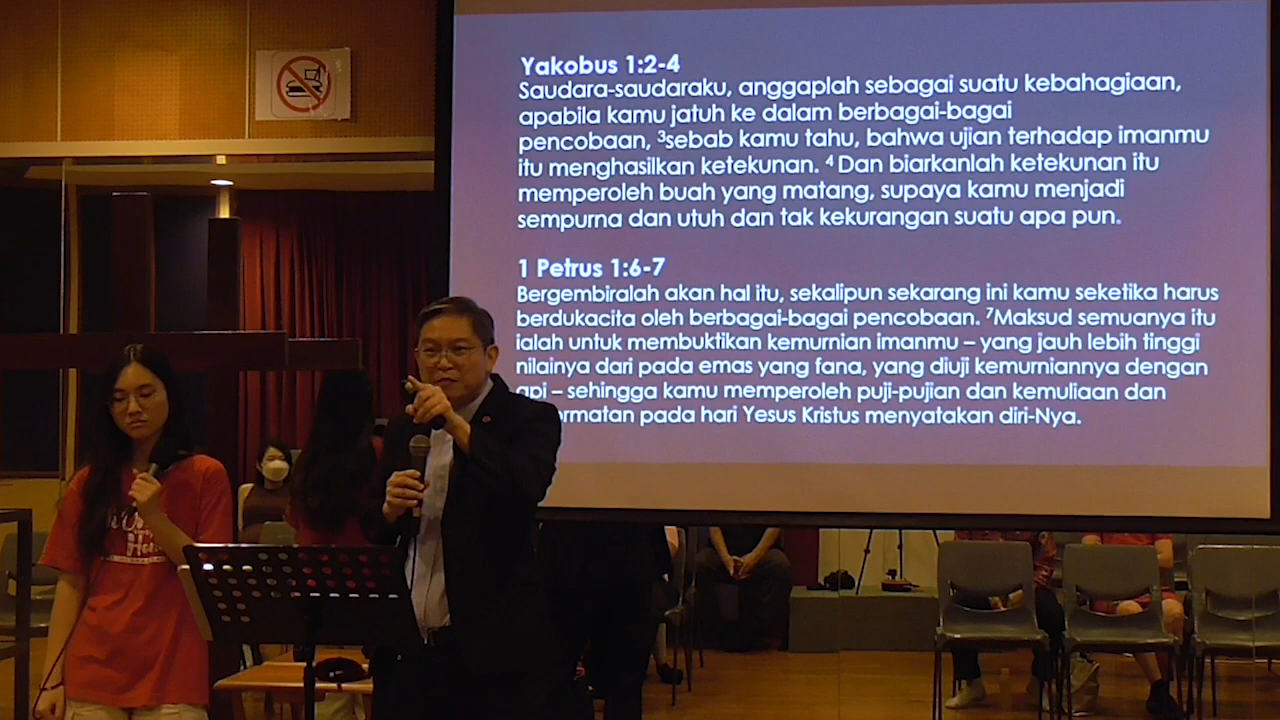 Yakobus 1:2-4
Saudara-saudaraku, anggaplah sebagai suatu kebahagiaan,
apabila kamu jatuh ke dalam berbagai-bagai
pencobaan, ³sebab kamu tahu, bahwa ujian terhadap imanmu
itu menghasilkan ketekunan. ⁴ Dan biarkanlah ketekunan itu
memperoleh buah yang matang, supaya kamu menjadi
sempurna dan utuh dan tak kekurangan suatu apa pun.
1 Petrus 1:6-7
Bergembiralah akan hal itu, sekalipun sekarang ini kamu seketika harus
berdukacita oleh berbagai-bagai pencobaan. ⁷Maksud semuanya itu
ialah untuk membuktikan kemurnian imanmu – yang jauh lebih tinggi
nilainya dari pada emas yang fana, yang diuji kemurniannya dengan
api – sehingga kamu memperoleh puji-pujian dan kemuliaan dan
ormatan pada hari Yesus Kristus menyatakan diri-Nya.